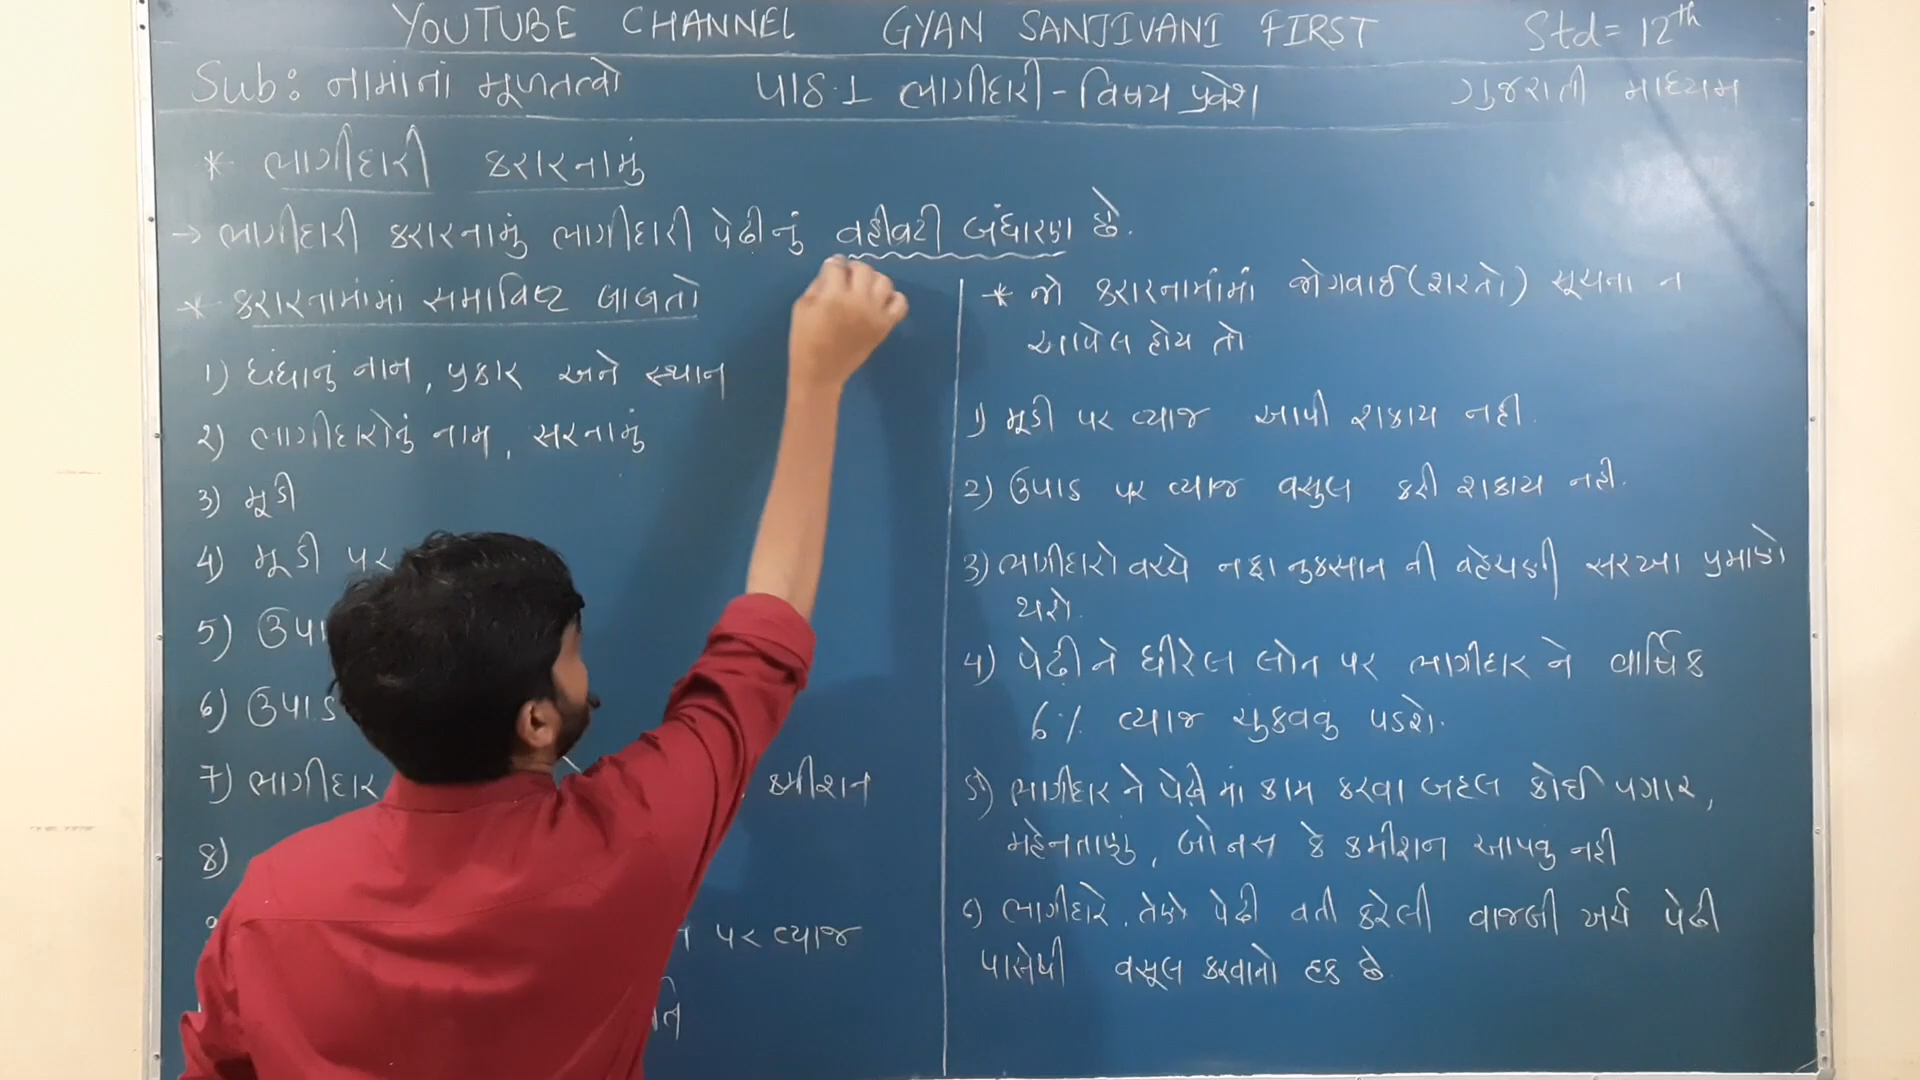 YOUTUBE CHANNEL GYAN SANJIVANI FIRST Std = 12th
Sub: નામાંનાં મૂળતત્વો પાઠ.1 ભાગીદારી - વિષય પ્રવેશ ગુજરાતી માધ્યમ
* ભાગીદારી કરારનામું
→ ભાગીદારી કરારનામું ભાગીદારી પેઢીનું વહીવટી બંધારણ છે.
* કરારનામાંમાં સમાવિષ્ટ બાબતો
1) ધંધાનું નામ, પ્રકાર અને સ્થાન
2) ભાગીદારોનું નામ, સરનામું
3) મૂડી
4) મૂડી પર
5) ઉપા
6) ઉપાડ
7) ભાગીદાર કમીશન
8)
પર વ્યાજ
* જો કરારનામાંમાં જોગવાઈ (શરતો) સૂચના ન
આપેલ હોય તો
1) મૂડી પર વ્યાજ આપી શકાય નહી.
2) ઉપાડ પર વ્યાજ વસુલ કરી શકાય નહી.
3) ભાગીદારો વચ્ચે નફા નુકસાન ની વહેચણી સરખા પ્રમાણે
થશે.
4) પેઢીને ધીરેલ લોન પર ભાગીદાર ને વાર્ષિક
6% વ્યાજ ચુકવવુ પડશે.
5) ભાગીદાર ને પેઢી માં કામ કરવા બદલ કોઈ પગાર,
મહેનતાણું, બોનસ કે કમીશન આપવુ નહી
6) ભાગીદારે, તેણે પેઢી વતી કરેલી વાજબી ખર્ચ પેઢી
પાસેથી વસૂલ કરવાનો હક છે.